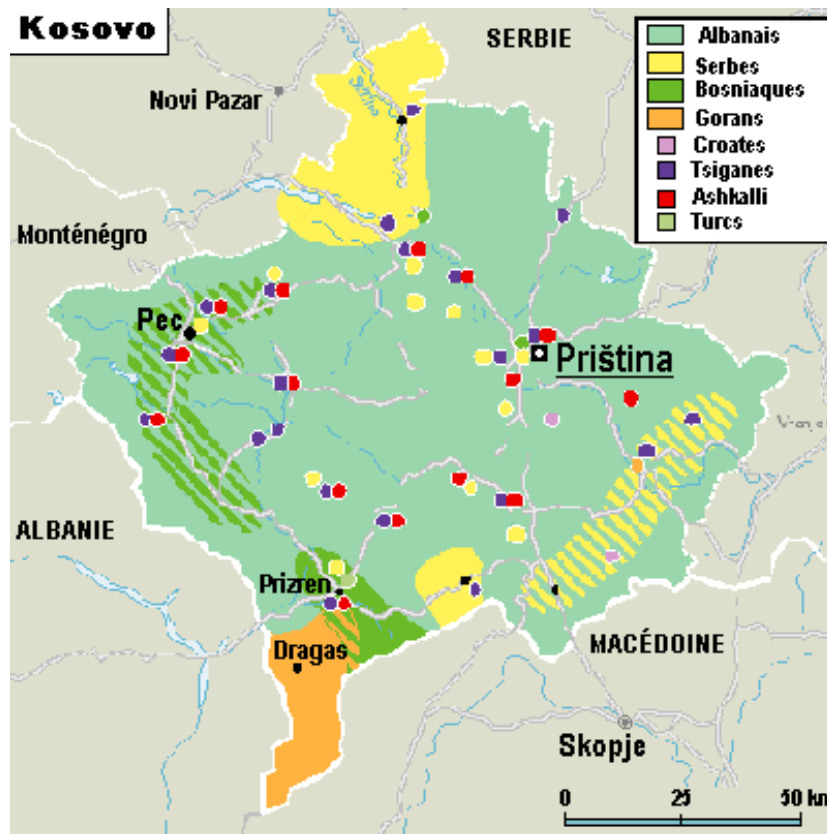 Kosovo
SERBIE
Albanais
Serbes
Bosniaques
Gorans
Croates
Tsiganes
Ashkalli
Turcs
Novi Pazar
Monténégro
Pec
Priština
ALBANIE
Prizren
Dragas
MACÉDOINE
Skopje
0 25 50 km